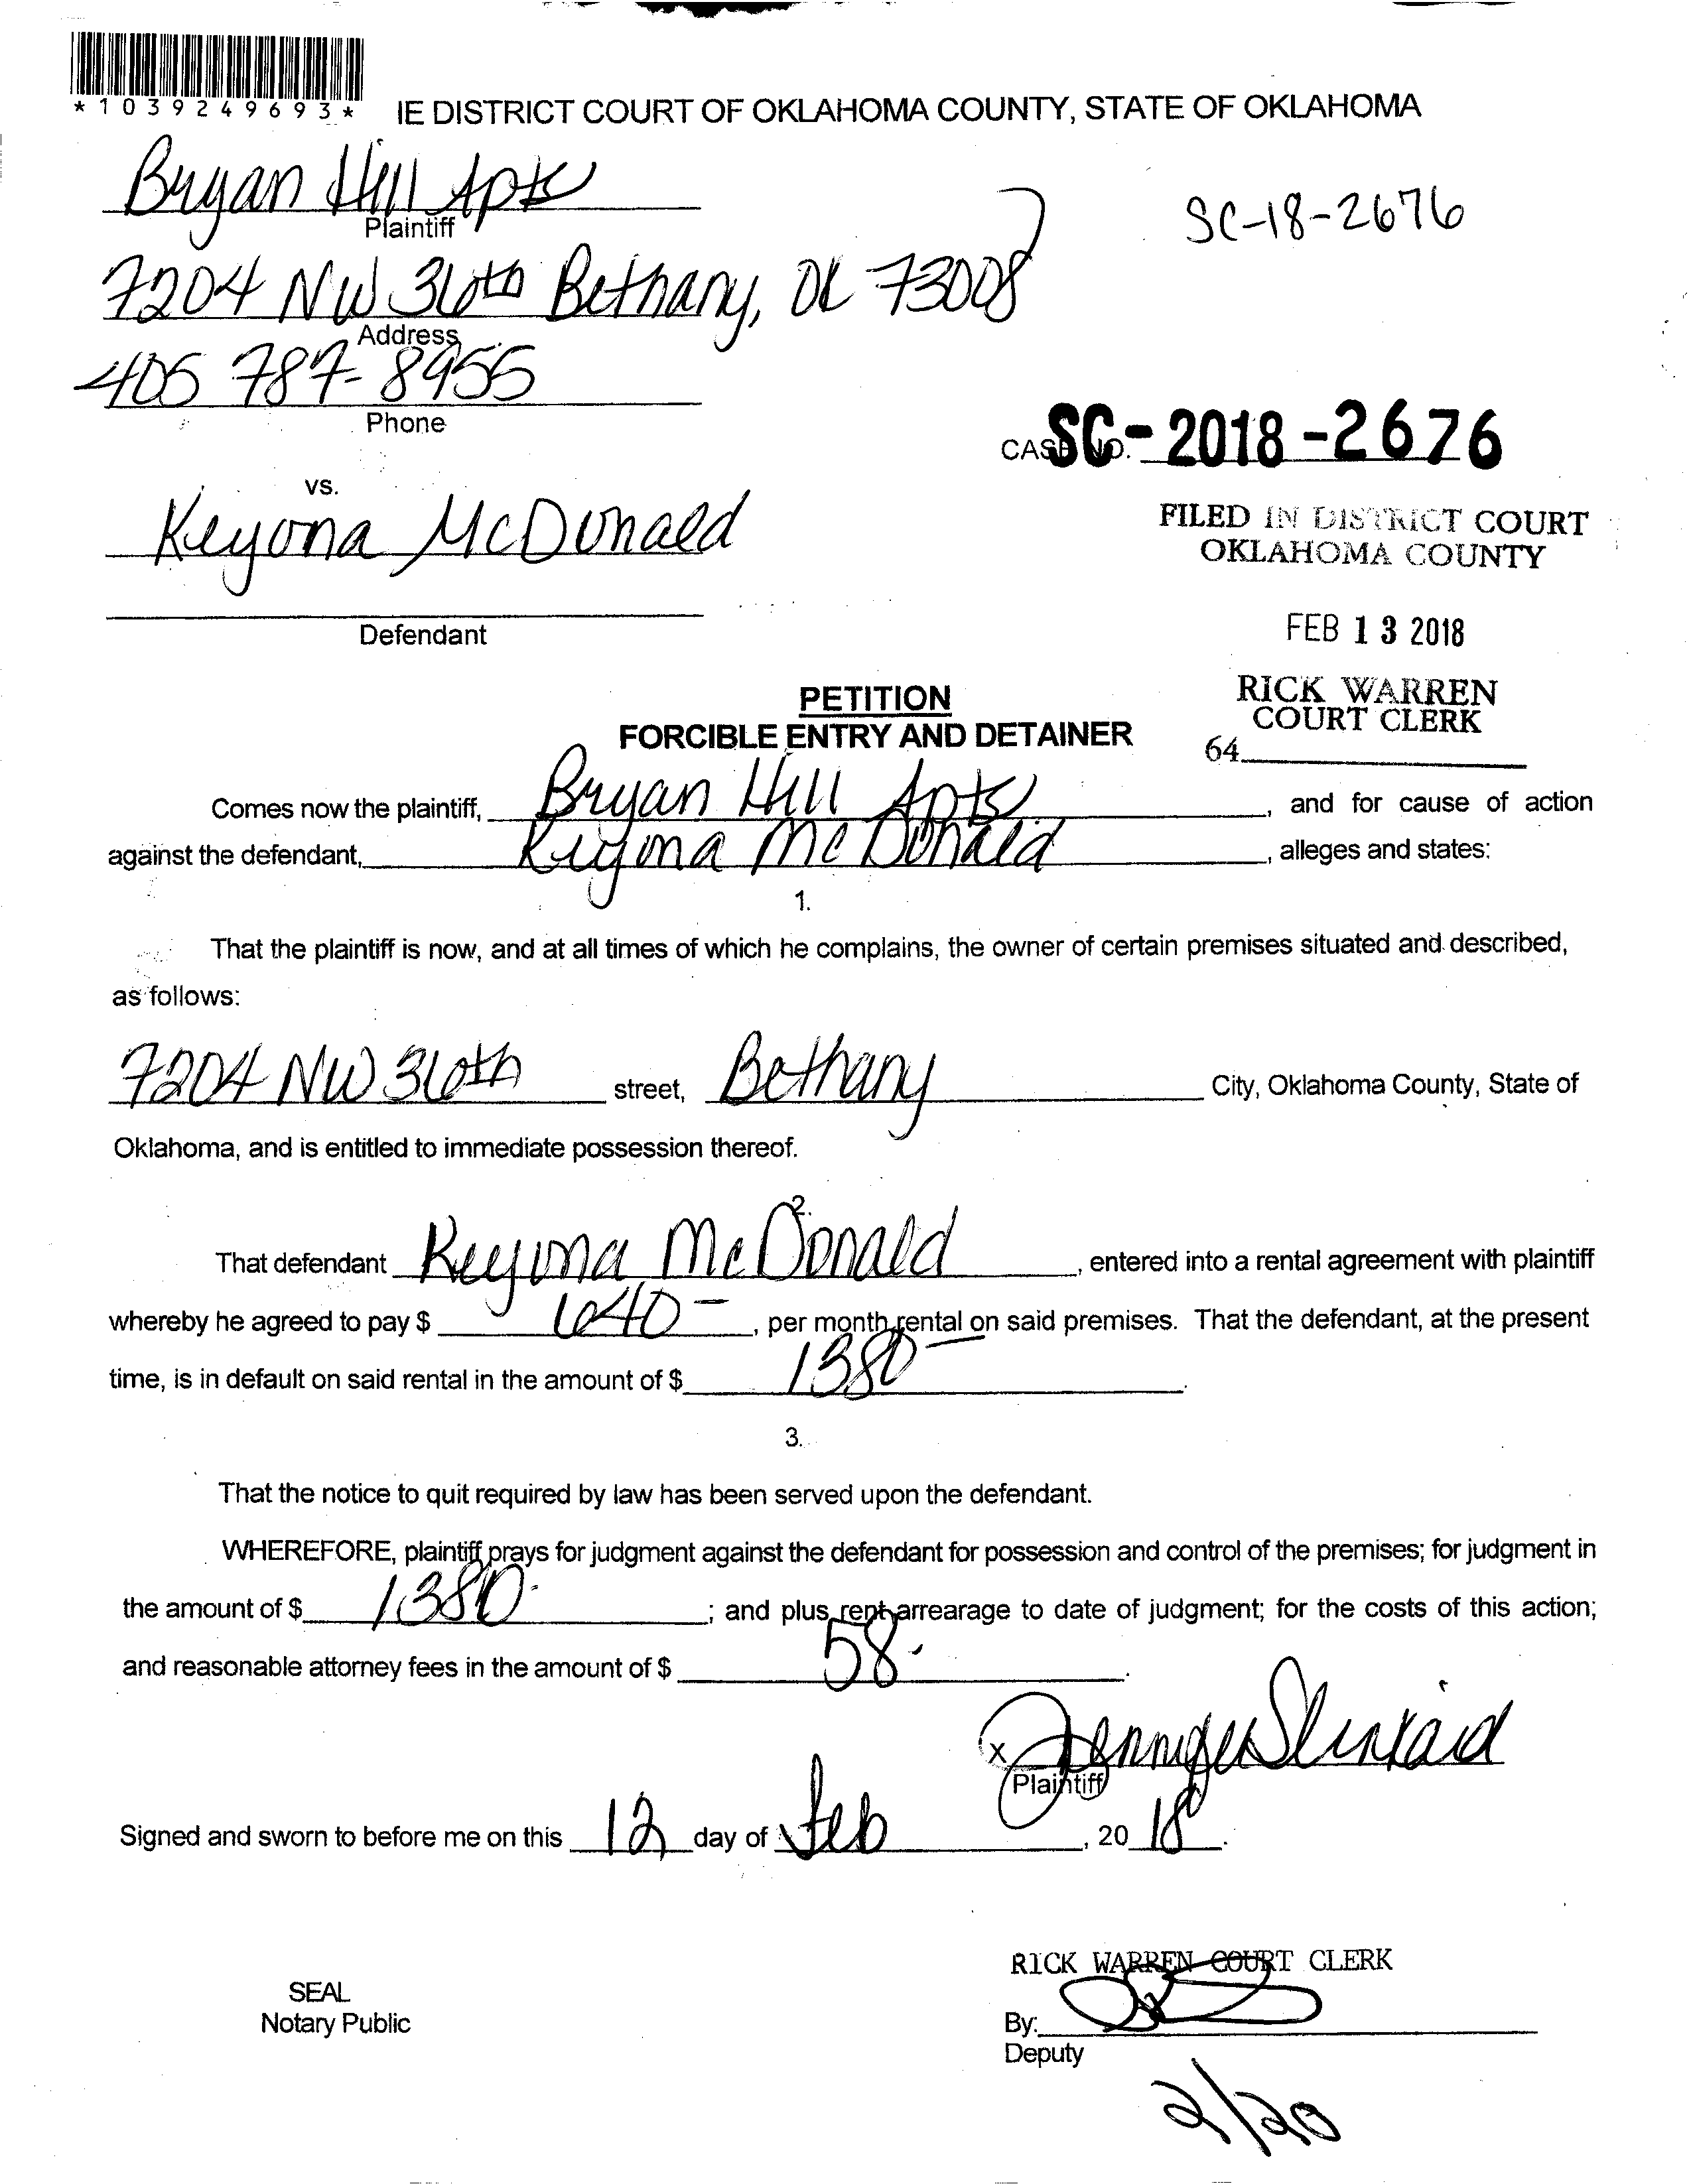 *1039249693*
IE DISTRICT COURT OF OKLAHOMA COUNTY, STATE OF OKLAHOMA
Bryan Hill Apts
Plaintiff
SC-18-2676
7204 NW 36th Bethany, OK 73008
Address
405 787-8955
Phone
CASE NO. SC-2018-2676
vs.
Keyona McDonald
FILED IN DISTRICT COURT
OKLAHOMA COUNTY
Defendant
FEB 13 2018
PETITION
FORCIBLE ENTRY AND DETAINER
RICK WARREN
COURT CLERK
64
Comes now the plaintiff, Bryan Hill Apts, and for cause of action
against the defendant, Keyona McDonald, alleges and states:
1.
That the plaintiff is now, and at all times of which he complains, the owner of certain premises situated and described,
as follows:
7204 NW 36th street, Bethany City, Oklahoma County, State of
Oklahoma, and is entitled to immediate possession thereof.
2.
That defendant Keyona McDonald, entered into a rental agreement with plaintiff
whereby he agreed to pay $ 640-, per month rental on said premises. That the defendant, at the present
time, is in default on said rental in the amount of $ 1380-.
3.
That the notice to quit required by law has been served upon the defendant.
WHEREFORE, plaintiff prays for judgment against the defendant for possession and control of the premises; for judgment in
the amount of $ 1380-; and plus rent arrearage to date of judgment; for the costs of this action;
and reasonable attorney fees in the amount of $ 58-.
x Jennifer Slinkard
Plaintiff
Signed and sworn to before me on this 12 day of Feb, 2018.
RICK WARREN COURT CLERK
SEAL
Notary Public
By:
Deputy
2/20